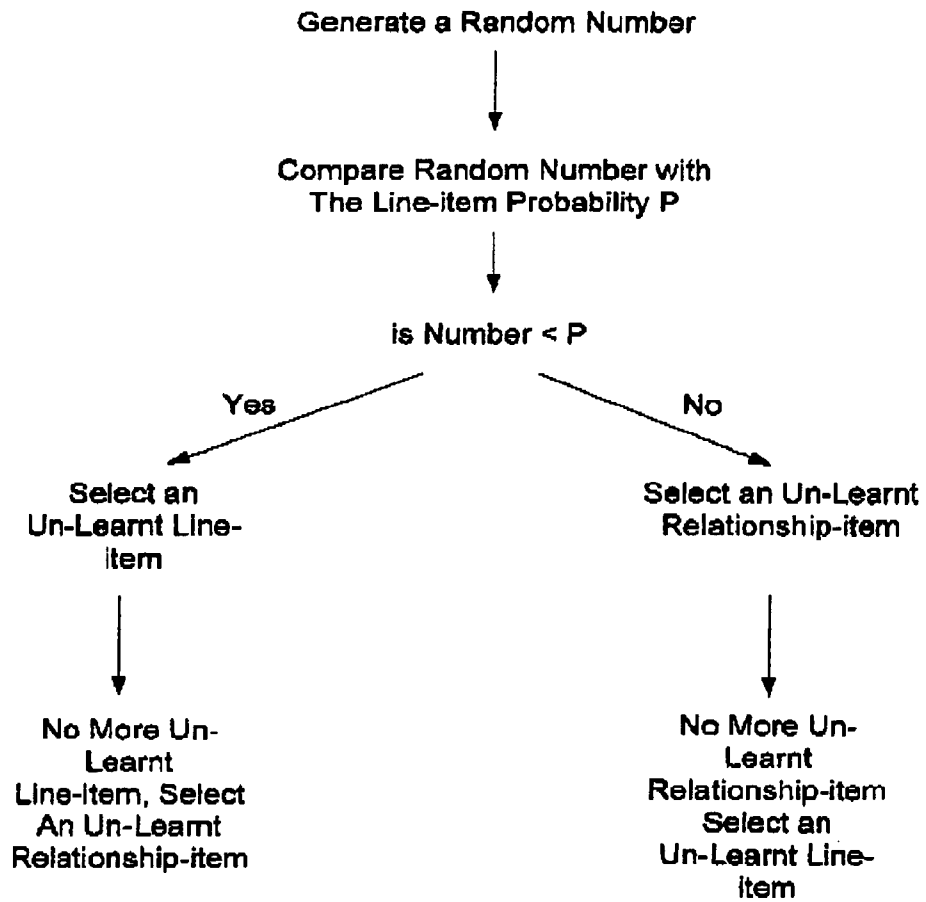 Generate a Random Number
Compare Random Number with
The Line-item Probability P
is Number < P
Yes
No
Select an
Un-Learnt Line-
item
Select an Un-Learnt
Relationship-item
No More Un-
Learnt
Line-item, Select
An Un-Learnt
Relationship-item
No More Un-
Learnt
Relationship-item
Select an
Un-Learnt Line-
item